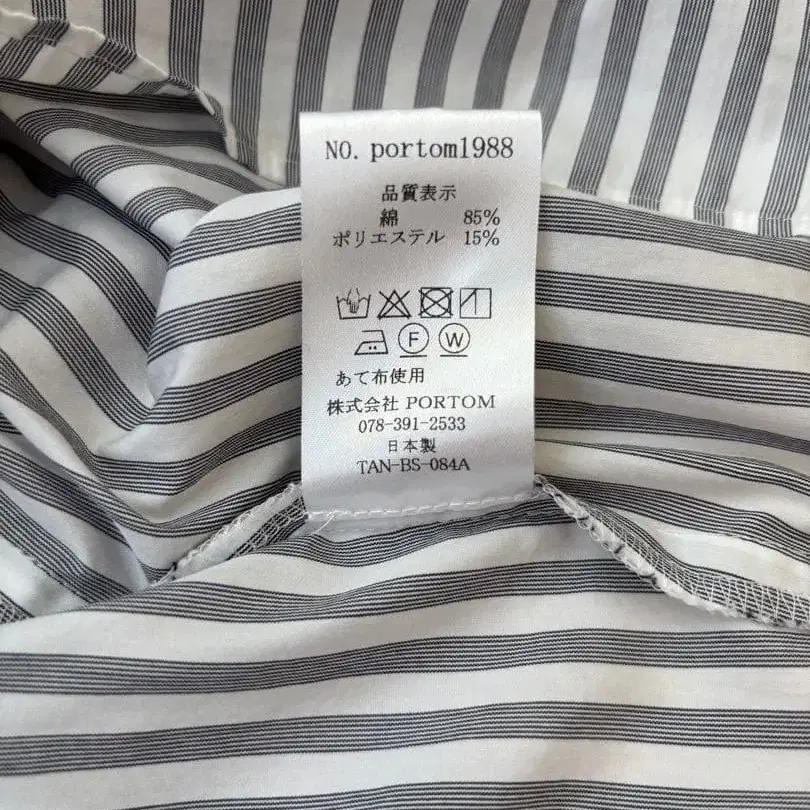 NO. portom1988
品質表示
綿 85%
ポリエステル 15%
F W
あて布使用
株式会社 PORTOM
078-391-2533
日本製
TAN-BS-084A